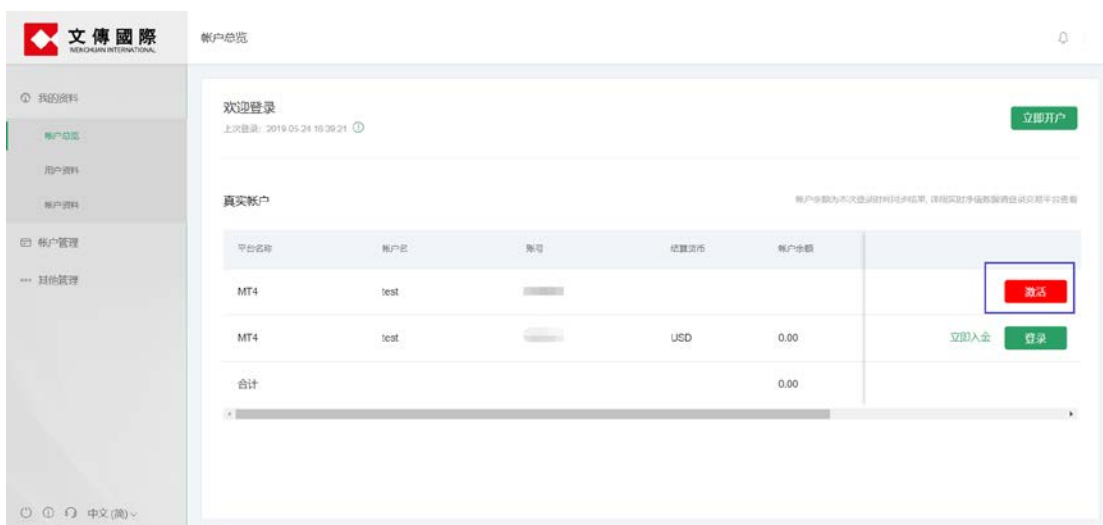 文傳國際
WENCHUAN INTERNATIONAL
帐户总览
我的资料
帐户总览
用户资料
帐户资料
帐户管理
其他管理
中文(简)
欢迎登录
上次登录: 2019-05-24 16:39:21
立即开户
真实帐户
平台名称 帐户名 账号 结算货币 帐户余额
MT4 test 激活
MT4 test USD 0.00 立即入金 登录
合计 0.00